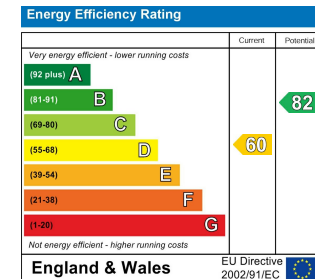 Energy Efficiency Rating
Current Potential
Very energy efficient - lower running costs
(92 plus) A
(81-91) B
82
(69-80) C
(55-68) D
60
(39-54) E
(21-38) F
(1-20) G
Not energy efficient - higher running costs
England & Wales
EU Directive
2002/91/EC